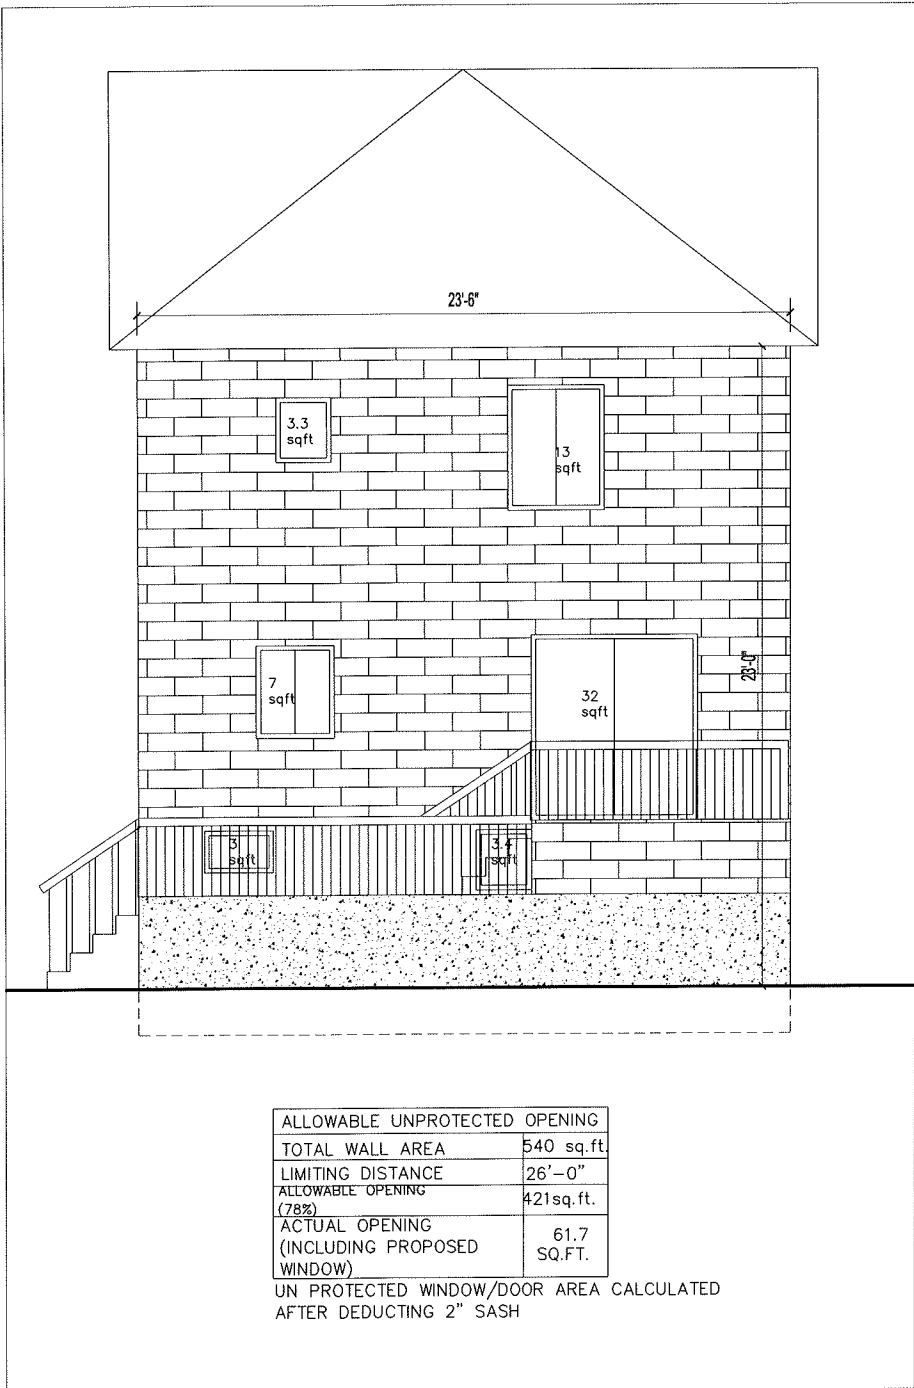 23'-6"
3.3
sqft
13
sqft
7
sqft
32
sqft
23'-0"
3
sqft
3.4
sqft
ALLOWABLE UNPROTECTED OPENING
TOTAL WALL AREA 540 sq.ft.
LIMITING DISTANCE 26'-0"
ALLOWABLE OPENING
(78%) 421sq.ft.
ACTUAL OPENING
(INCLUDING PROPOSED
WINDOW)
61.7
SQ.FT.
UN PROTECTED WINDOW/DOOR AREA CALCULATED
AFTER DEDUCTING 2" SASH